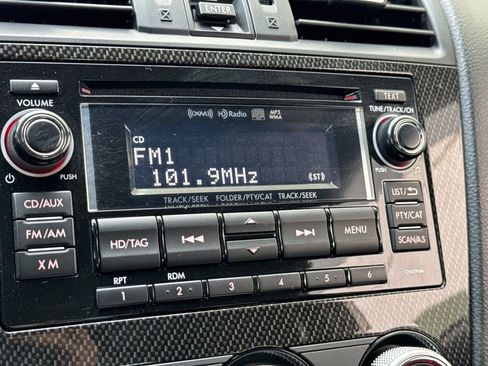 ENTER
VOLUME
(((XM)))
HD Radio
MP3
WMA
TEXT
TUNE/TRACK/CH
CD
FM1
101.9MHz
(ST)
PUSH
PUSH
TRACK/SEEK FOLDER/PTY/CAT TRACK/SEEK
CD/AUX
FM/AM
XM
HD/TAG
MENU
LIST/
PTY/CAT
SCAN/A.S
RPT
RDM
1
2
3
4
5
6